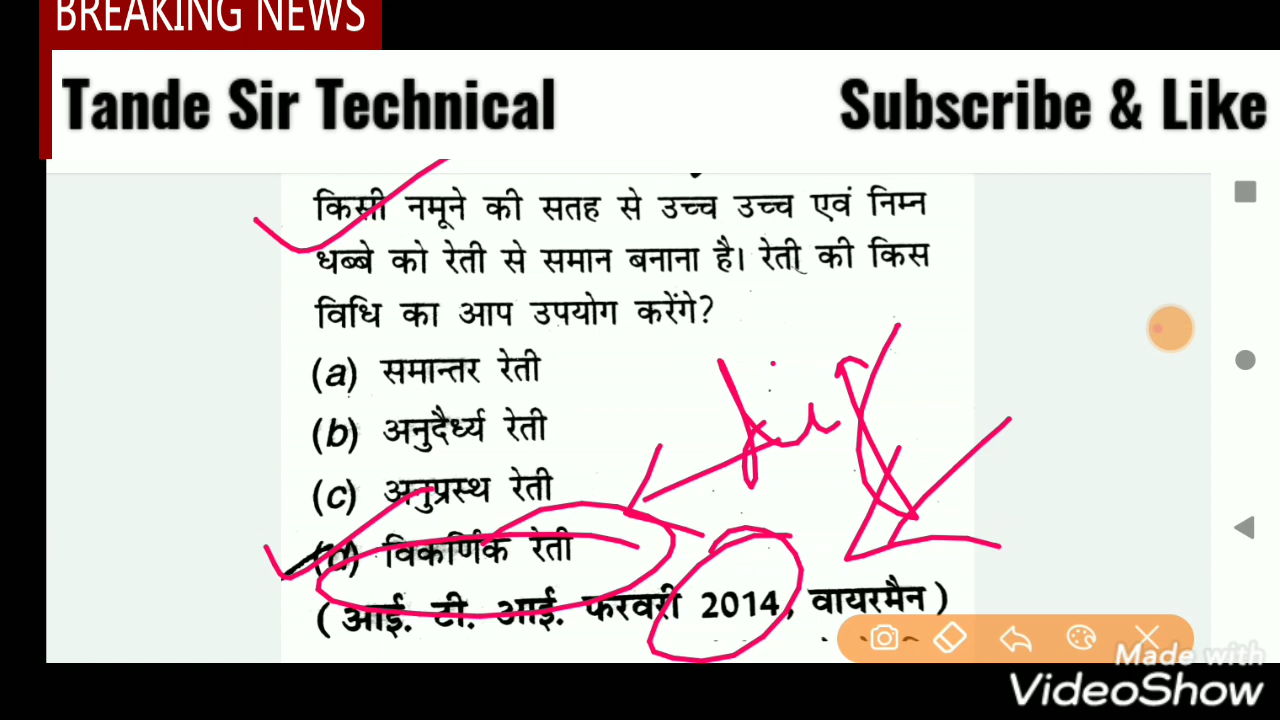 BREAKING NEWS
Tande Sir Technical Subscribe & Like
किसी नमूने की सतह से उच्च उच्च एवं निम्न
धब्बे को रेती से समान बनाना है। रेती की किस
विधि का आप उपयोग करेंगे?
(a) समान्तर रेती
(b) अनुदैर्ध्य रेती
(c) अनुप्रस्थ रेती
(d) विकर्णिक रेती
(आई. टी. आई. फरवरी 2014, वायरमैन)
Made with
VideoShow